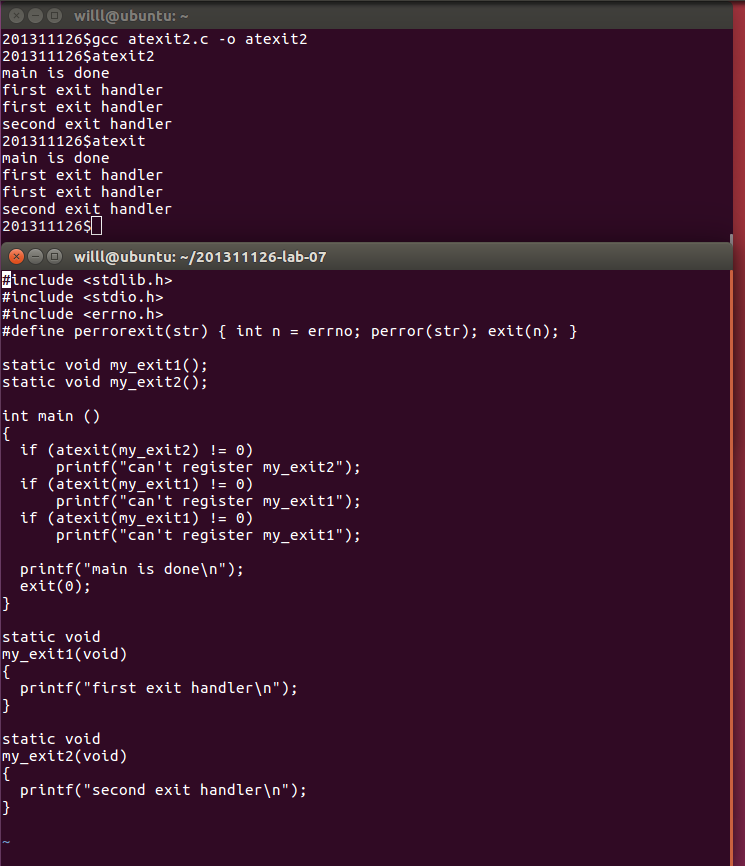 willl@ubuntu: ~
201311126$gcc atexit2.c -o atexit2
201311126$atexit2
main is done
first exit handler
first exit handler
second exit handler
201311126$atexit
main is done
first exit handler
first exit handler
second exit handler
201311126$
willl@ubuntu: ~/201311126-lab-07
#include <stdlib.h>
#include <stdio.h>
#include <errno.h>
#define perrorexit(str) { int n = errno; perror(str); exit(n); }
static void my_exit1();
static void my_exit2();
int main ()
{
  if (atexit(my_exit2) != 0)
      printf("can't register my_exit2");
  if (atexit(my_exit1) != 0)
      printf("can't register my_exit1");
  if (atexit(my_exit1) != 0)
      printf("can't register my_exit1");
  printf("main is done\n");
  exit(0);
}
static void
my_exit1(void)
{
  printf("first exit handler\n");
}
static void
my_exit2(void)
{
  printf("second exit handler\n");
}
~